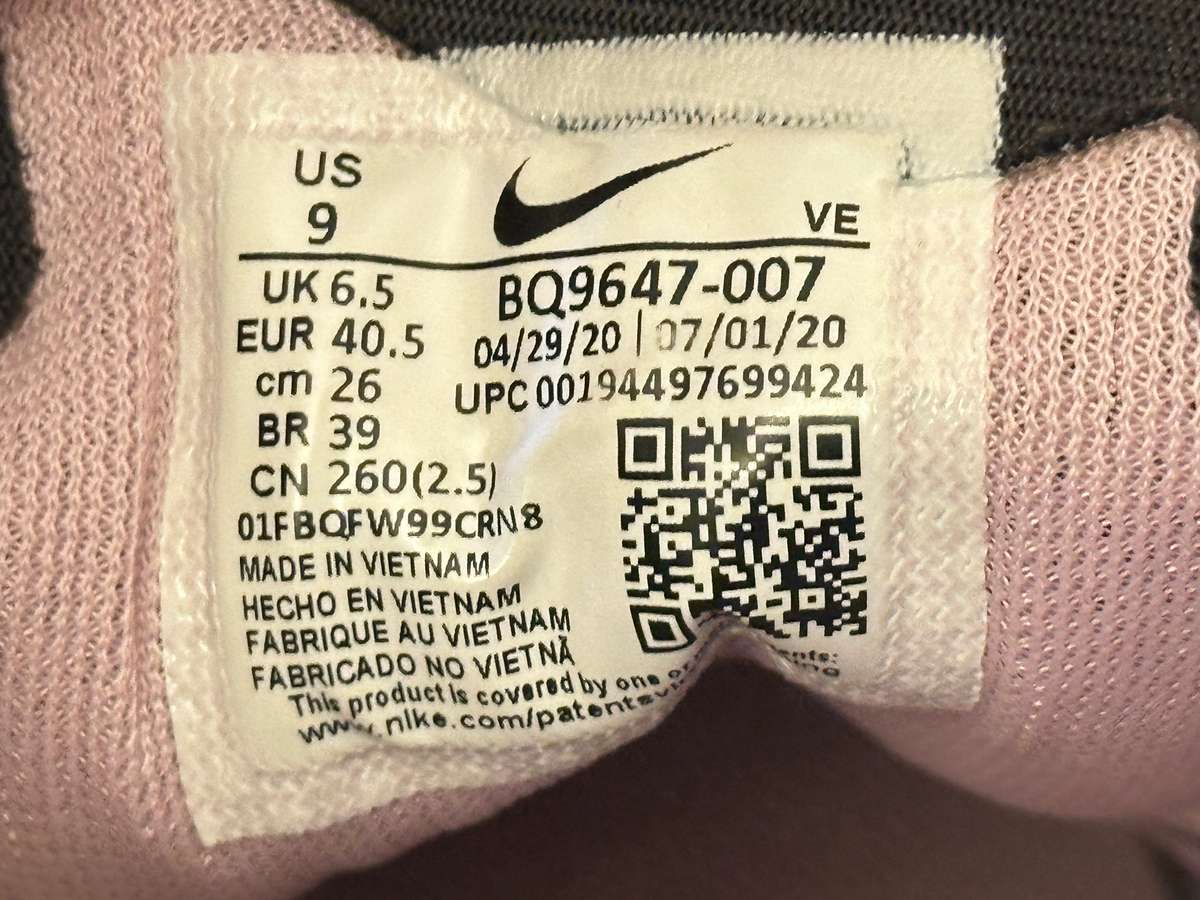 US
9
VE
UK 6.5
EUR 40.5
cm 26
BR 39
CN 260(2.5)
BQ9647-007
04/29/20 | 07/01/20
UPC 00194497699424
01FBQFW99CRN8
MADE IN VIETNAM
HECHO EN VIETNAM
FABRIQUE AU VIETNAM
FABRICADO NO VIETNÃ
This product is covered by one or
www.nike.com/patents